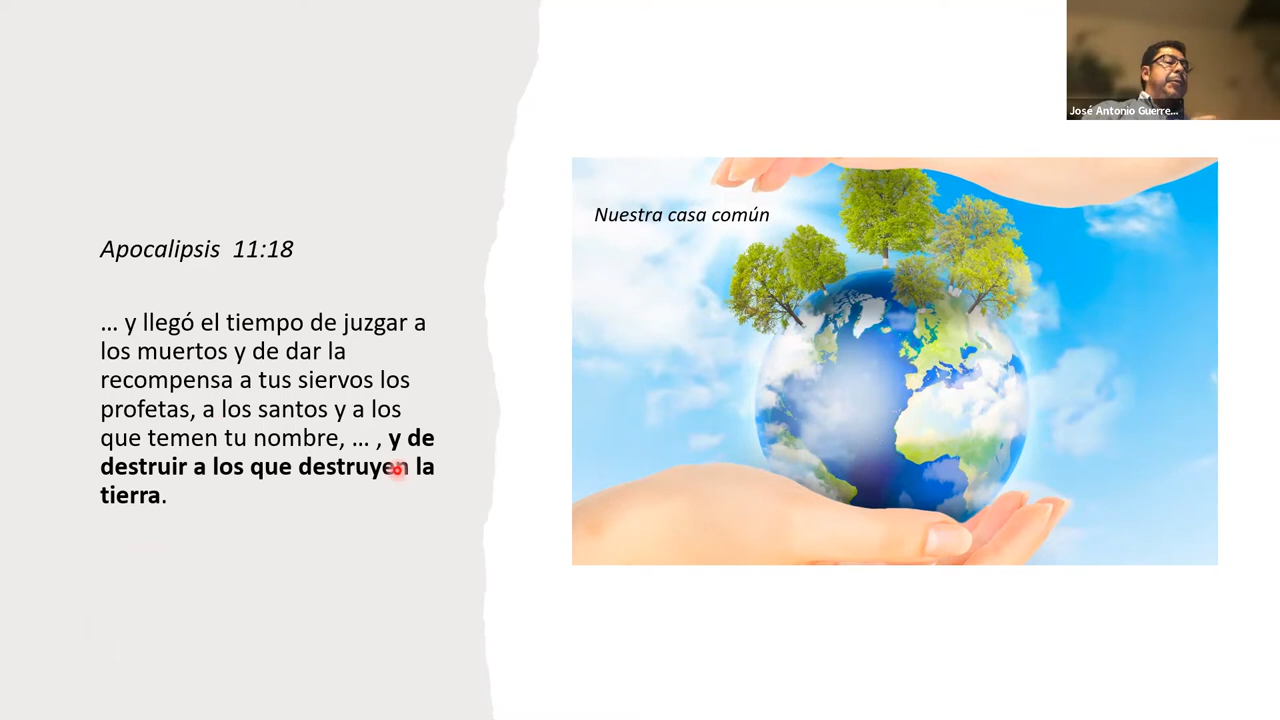 José Antonio Guerre...
Nuestra casa común
Apocalipsis 11:18
... y llegó el tiempo de juzgar a
los muertos y de dar la
recompensa a tus siervos los
profetas, a los santos y a los
que temen tu nombre, ... , y de
destruir a los que destruyen la
tierra.